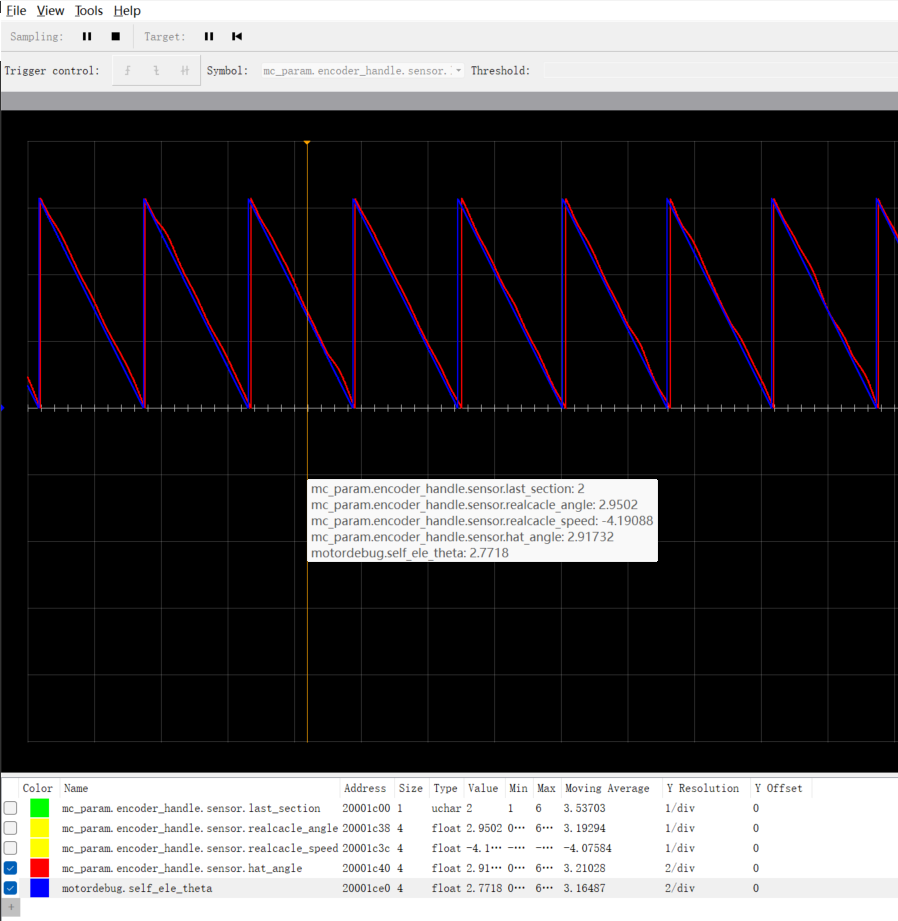 File View Tools Help
Sampling: Target:
Trigger control: Symbol: mc_param.encoder_handle.sensor. Threshold:
mc_param.encoder_handle.sensor.last_section: 2
mc_param.encoder_handle.sensor.realcacle_angle: 2.9502
mc_param.encoder_handle.sensor.realcacle_speed: -4.19088
mc_param.encoder_handle.sensor.hat_angle: 2.91732
motordebug.self_ele_theta: 2.7718
Color Name Address Size Type Value Min Max Moving Average Y Resolution Y Offset
mc_param.encoder_handle.sensor.last_section 20001c00 1 uchar 2 1 6 3.53703 1/div 0
mc_param.encoder_handle.sensor.realcacle_angle 20001c38 4 float 2.9502 0··· 6··· 3.19294 1/div 0
mc_param.encoder_handle.sensor.realcacle_speed 20001c3c 4 float -4.1··· -··· -··· -4.07584 1/div 0
mc_param.encoder_handle.sensor.hat_angle 20001c40 4 float 2.91··· 0··· 6··· 3.21028 2/div 0
motordebug.self_ele_theta 20001ce0 4 float 2.7718 0··· 6··· 3.16487 2/div 0
+